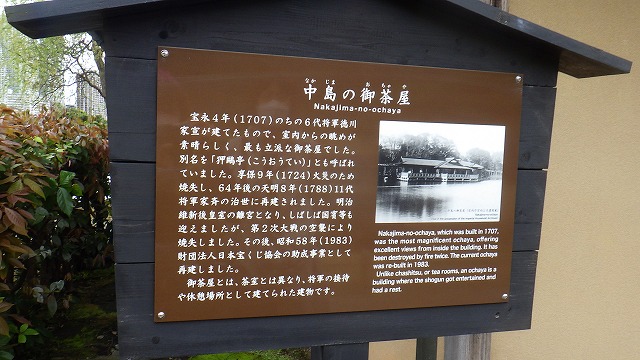 なかじま おちゃや
中島の御茶屋
Nakajima-no-ochaya
宝永4年(1707)のちの6代将軍徳川
家宣が建てたもので、室内からの眺めが
素晴らしく、最も立派な御茶屋でした。
別名を「狎鷗亭(こうおうてい)」とも呼ばれ
ていました。享保9年(1724)火災のため
焼失し、64年後の天明8年(1788)11代
将軍家斉の治世に再建されました。明治
維新後皇室の離宮となり、しばしば国賓等も
迎えましたが、第2次大戦の空襲により
焼失しました。その後、昭和58年(1983)
財団法人日本宝くじ協会の助成事業として
再建しました。
御茶屋とは、茶室とは異なり、将軍の接待
や休憩場所として建てられた建物です。
Nakajima-no-ochaya, which was built in 1707,
was the most magnificent ochaya, offering
excellent views from inside the building. It has
been destroyed by fire twice. The current ochaya
was re-built in 1983.
Unlike chashitsu, or tea rooms, an ochaya is a
building where the shogun got entertained and
had a rest.